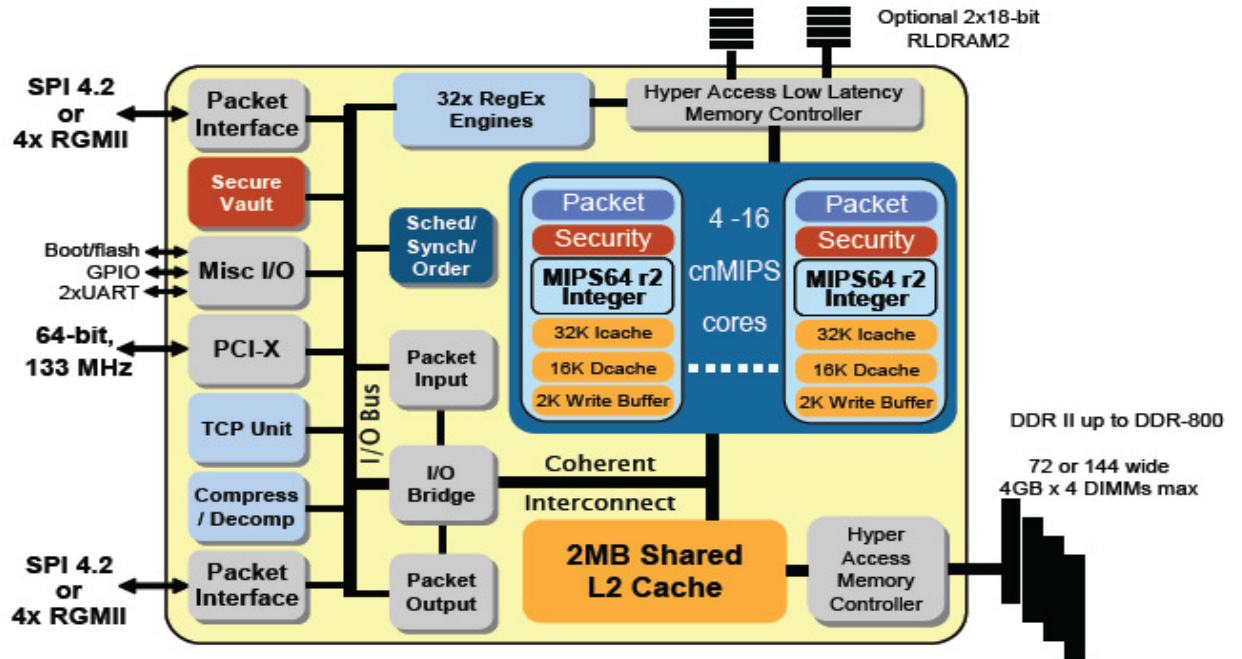 Optional 2x18-bit
RLDRAM2
SPI 4.2
or
4x RGMII
Packet
Interface
32x RegEx
Engines
Hyper Access Low Latency
Memory Controller
Secure
Vault
Sched/
Synch/
Order
Packet
Security
MIPS64 r2
Integer
32K Icache
16K Dcache
2K Write Buffer
4 -16
cnMIPS
cores
Packet
Security
MIPS64 r2
Integer
32K Icache
16K Dcache
2K Write Buffer
Boot/flash
GPIO
2xUART
Misc I/O
64-bit,
133 MHz
PCI-X
Packet
Input
I/O Bus
TCP Unit
I/O
Bridge
Coherent
Interconnect
DDR II up to DDR-800
72 or 144 wide
4GB x 4 DIMMs max
Compress
/ Decomp
2MB Shared
L2 Cache
Hyper
Access
Memory
Controller
SPI 4.2
or
4x RGMII
Packet
Interface
Packet
Output